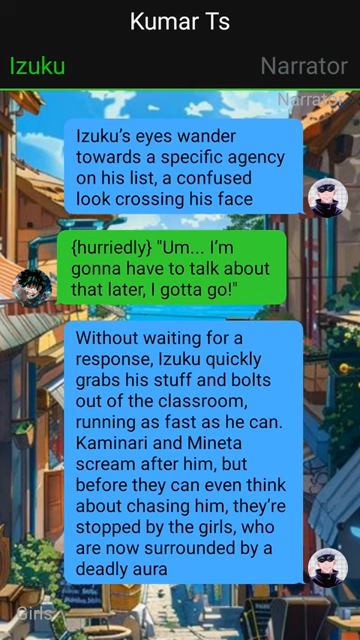 Kumar Ts
Izuku
Narrator
Narrator
Izuku’s eyes wander
towards a specific agency
on his list, a confused
look crossing his face
{hurriedly} "Um... I’m
gonna have to talk about
that later, I gotta go!"
Without waiting for a
response, Izuku quickly
grabs his stuff and bolts
out of the classroom,
running as fast as he can.
Kaminari and Mineta
scream after him, but
before they can even think
about chasing him, they’re
stopped by the girls, who
are now surrounded by a
deadly aura
Girls